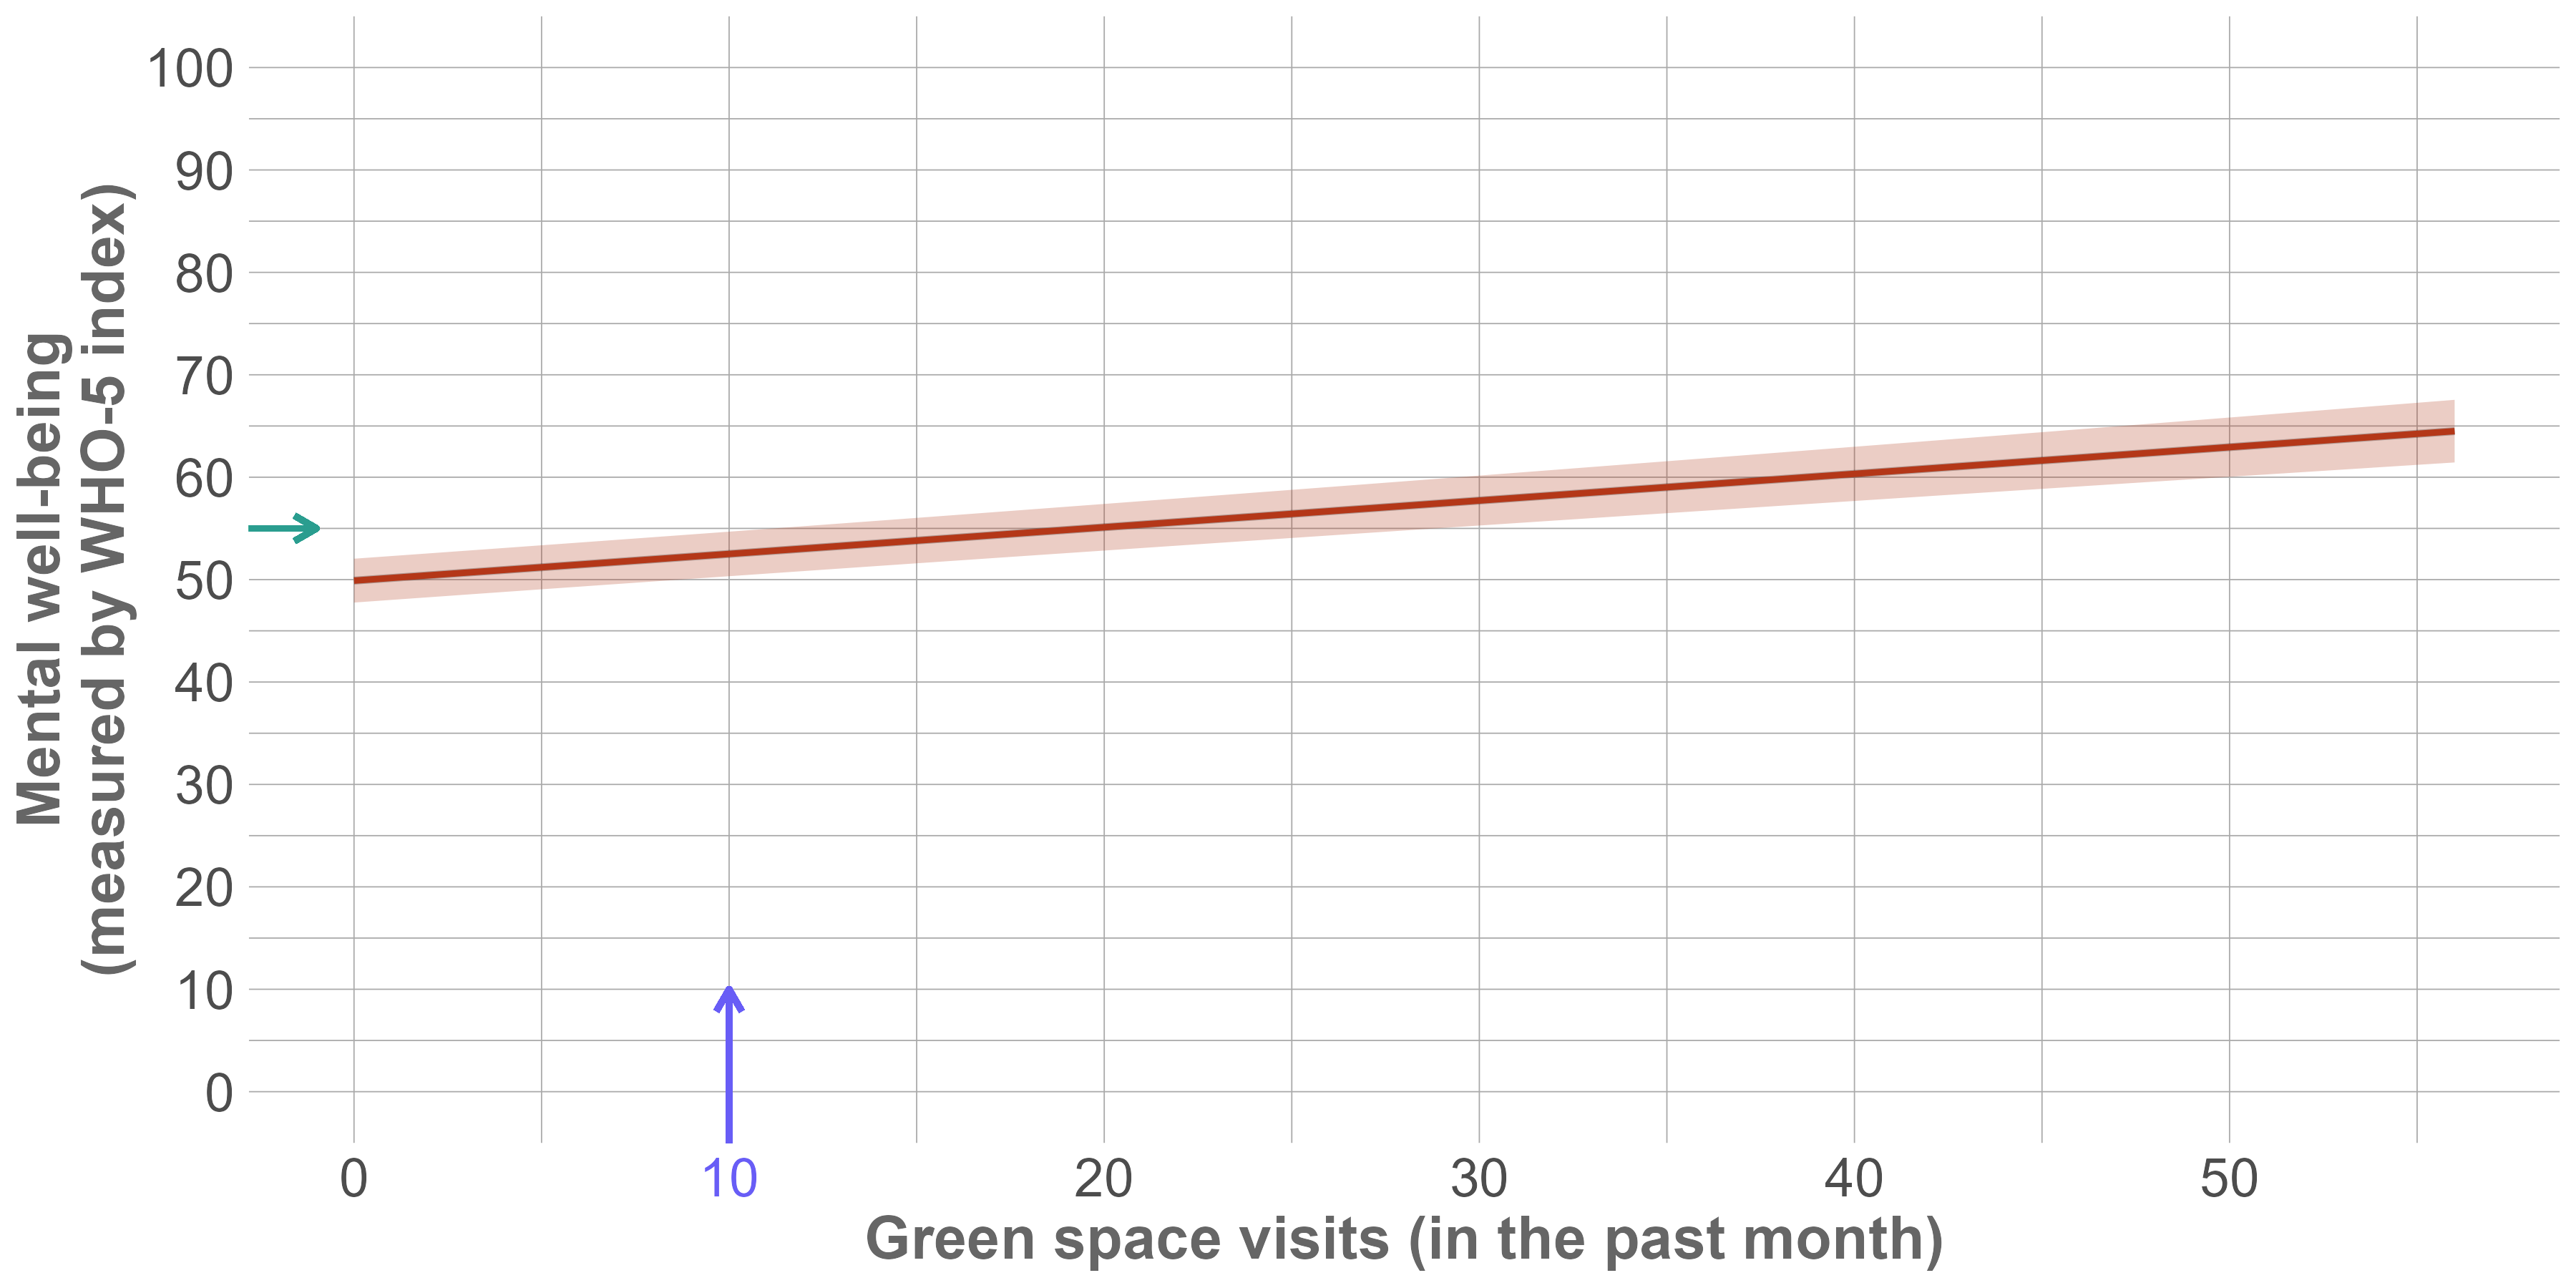 Mental well-being
(measured by WHO-5 index)
100
90
80
70
60
50
40
30
20
10
0
0 10 20 30 40 50
Green space visits (in the past month)